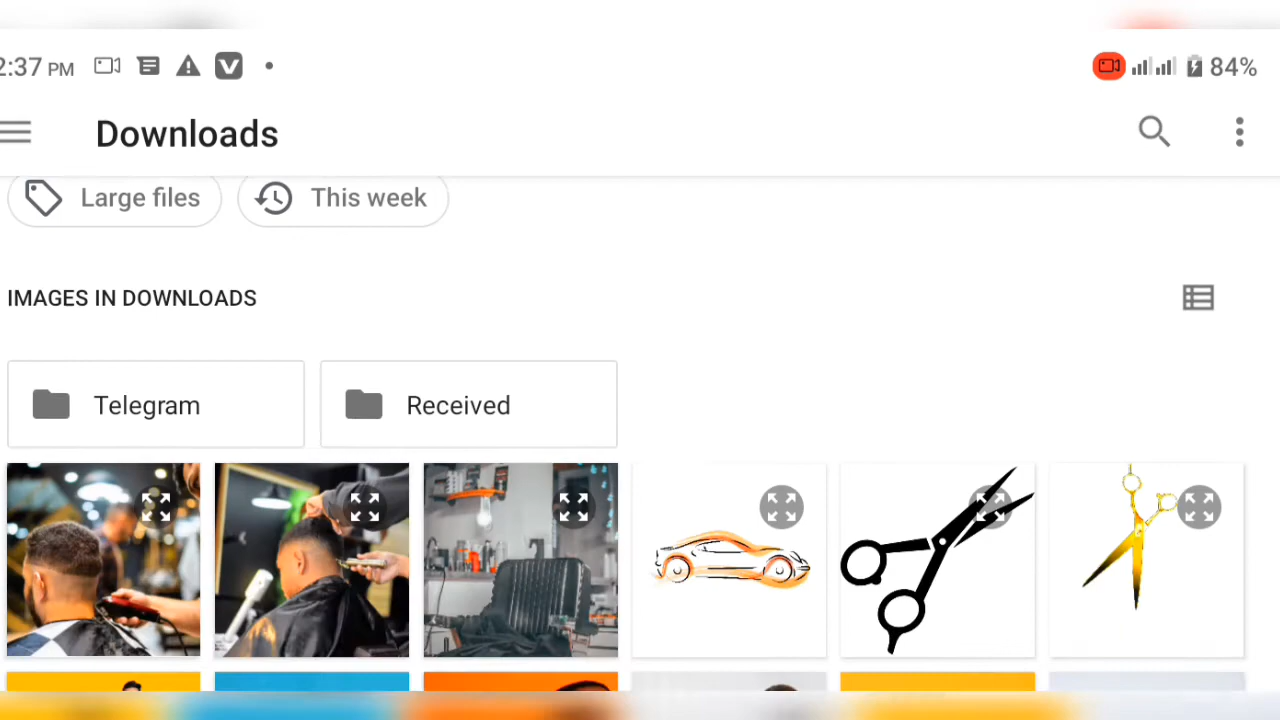 2:37 PM
84%
Downloads
Large files
This week
IMAGES IN DOWNLOADS
Telegram
Received